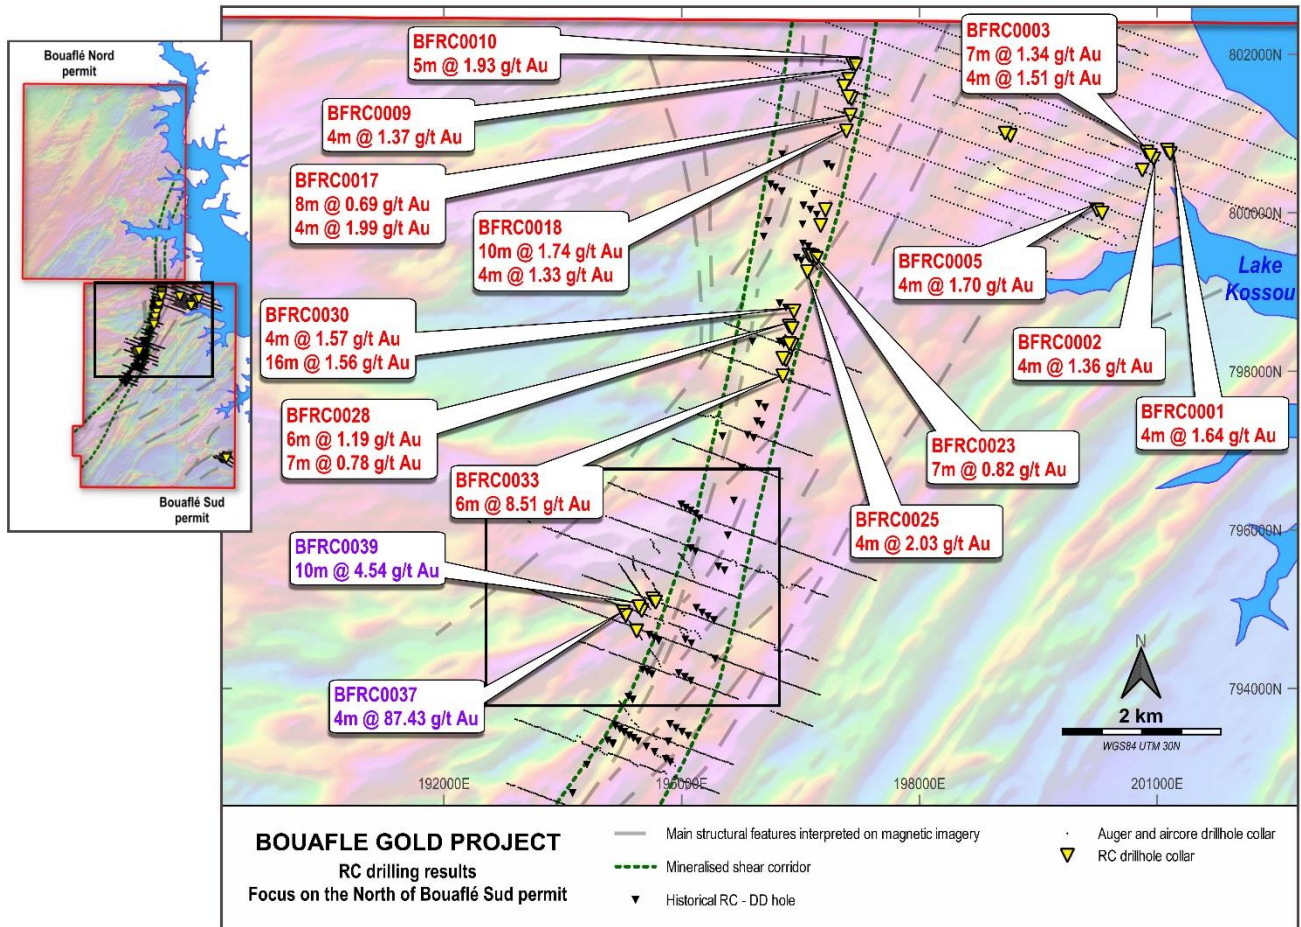 Bouaflé Nord
permit
Bouaflé Sud
permit
BFRC0010
5m @ 1.93 g/t Au
BFRC0009
4m @ 1.37 g/t Au
BFRC0017
8m @ 0.69 g/t Au
4m @ 1.99 g/t Au
BFRC0018
10m @ 1.74 g/t Au
4m @ 1.33 g/t Au
BFRC0003
7m @ 1.34 g/t Au
4m @ 1.51 g/t Au
BFRC0005
4m @ 1.70 g/t Au
Lake
Kossou
BFRC0030
4m @ 1.57 g/t Au
16m @ 1.56 g/t Au
BFRC0002
4m @ 1.36 g/t Au
BFRC0028
6m @ 1.19 g/t Au
7m @ 0.78 g/t Au
BFRC0001
4m @ 1.64 g/t Au
BFRC0023
7m @ 0.82 g/t Au
BFRC0033
6m @ 8.51 g/t Au
BFRC0025
4m @ 2.03 g/t Au
BFRC0039
10m @ 4.54 g/t Au
BFRC0037
4m @ 87.43 g/t Au
802000N
800000N
798000N
796000N
794000N
N
2 km
WGS84 UTM 30N
192000E
195000E
198000E
201000E
BOUAFLE GOLD PROJECT
RC drilling results
Focus on the North of Bouaflé Sud permit
Main structural features interpreted on magnetic imagery
Mineralised shear corridor
Historical RC - DD hole
Auger and aircore drillhole collar
RC drillhole collar